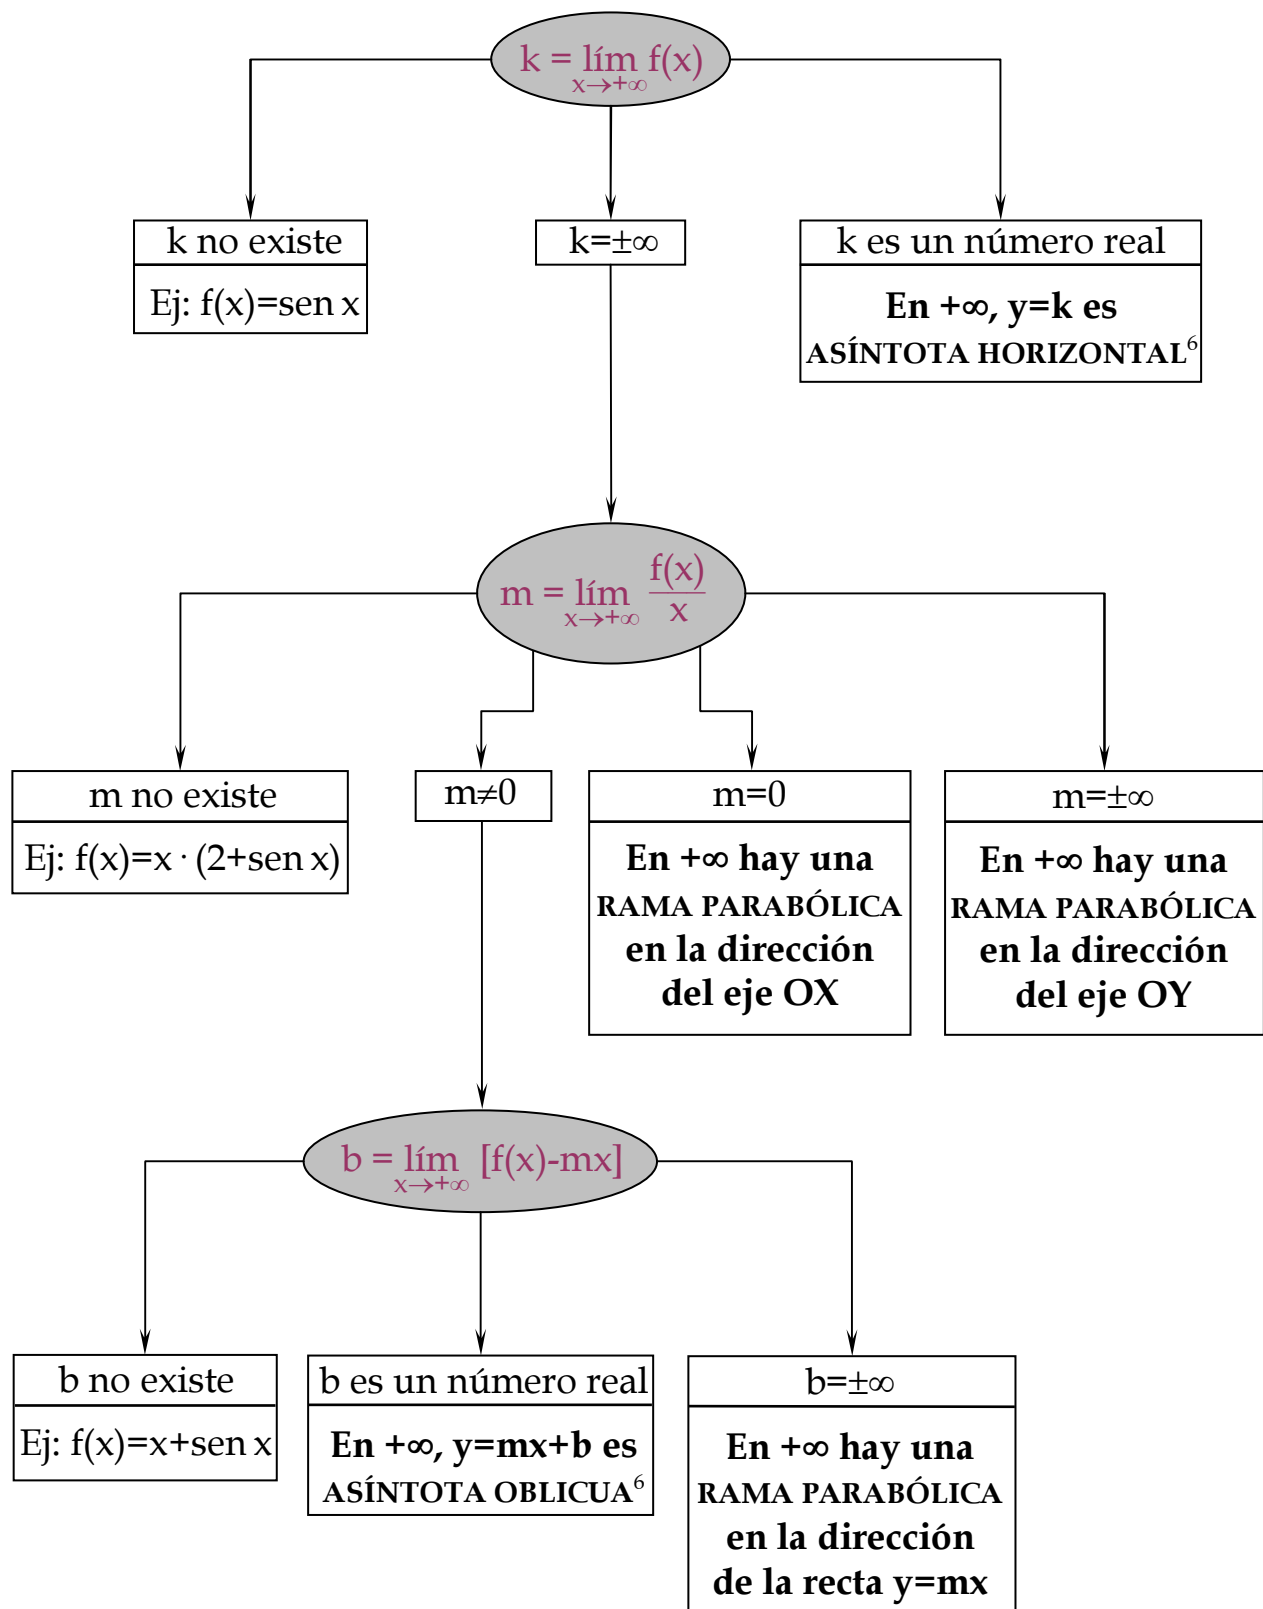 k = lím f(x)
x→+∞
k no existe
Ej: f(x)=sen x
k=±∞
k es un número real
En +∞, y=k es
ASÍNTOTA HORIZONTAL⁶
m = lím f(x)/x
x→+∞
m no existe
Ej: f(x)=x · (2+sen x)
m≠0
m=0
En +∞ hay una
RAMA PARABÓLICA
en la dirección
del eje OX
m=±∞
En +∞ hay una
RAMA PARABÓLICA
en la dirección
del eje OY
b = lím [f(x)-mx]
x→+∞
b no existe
Ej: f(x)=x+sen x
b es un número real
En +∞, y=mx+b es
ASÍNTOTA OBLICUA⁶
b=±∞
En +∞ hay una
RAMA PARABÓLICA
en la dirección
de la recta y=mx